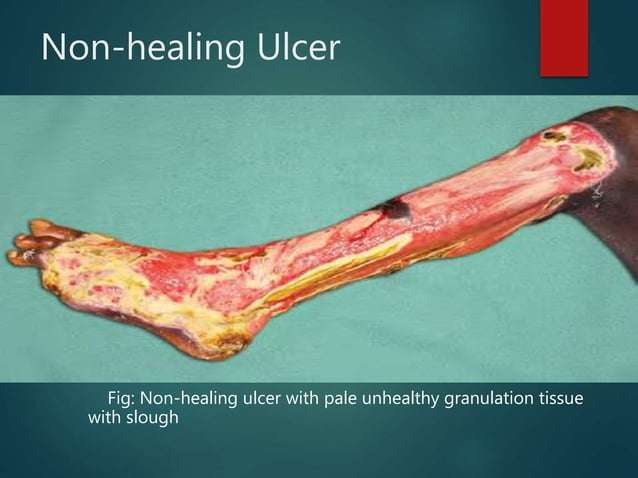 Non-healing Ulcer
Fig: Non-healing ulcer with pale unhealthy granulation tissue
with slough